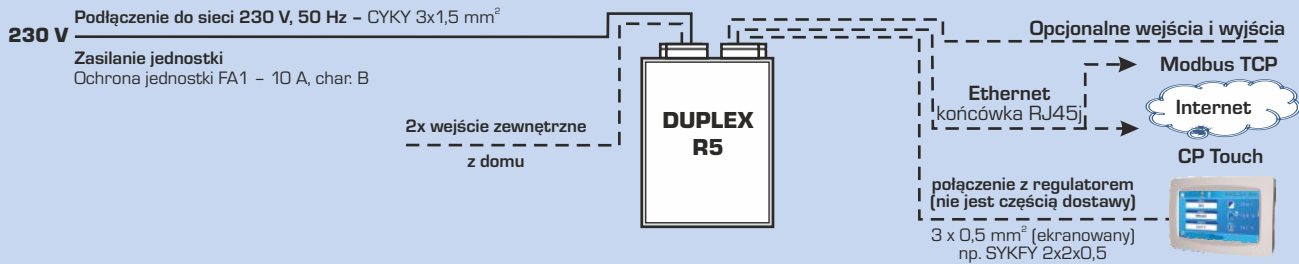 Podłączenie do sieci 230 V, 50 Hz – CYKY 3x1,5 mm²
230 V
Zasilanie jednostki
Ochrona jednostki FA1 – 10 A, char. B
2x wejście zewnętrzne
z domu
DUPLEX
R5
Opcjonalne wejścia i wyjścia
Modbus TCP
Ethernet
końcówka RJ45j
Internet
CP Touch
połączenie z regulatorem
(nie jest częścią dostawy)
3 x 0,5 mm² (ekranowany)
np. SYKFY 2x2x0,5